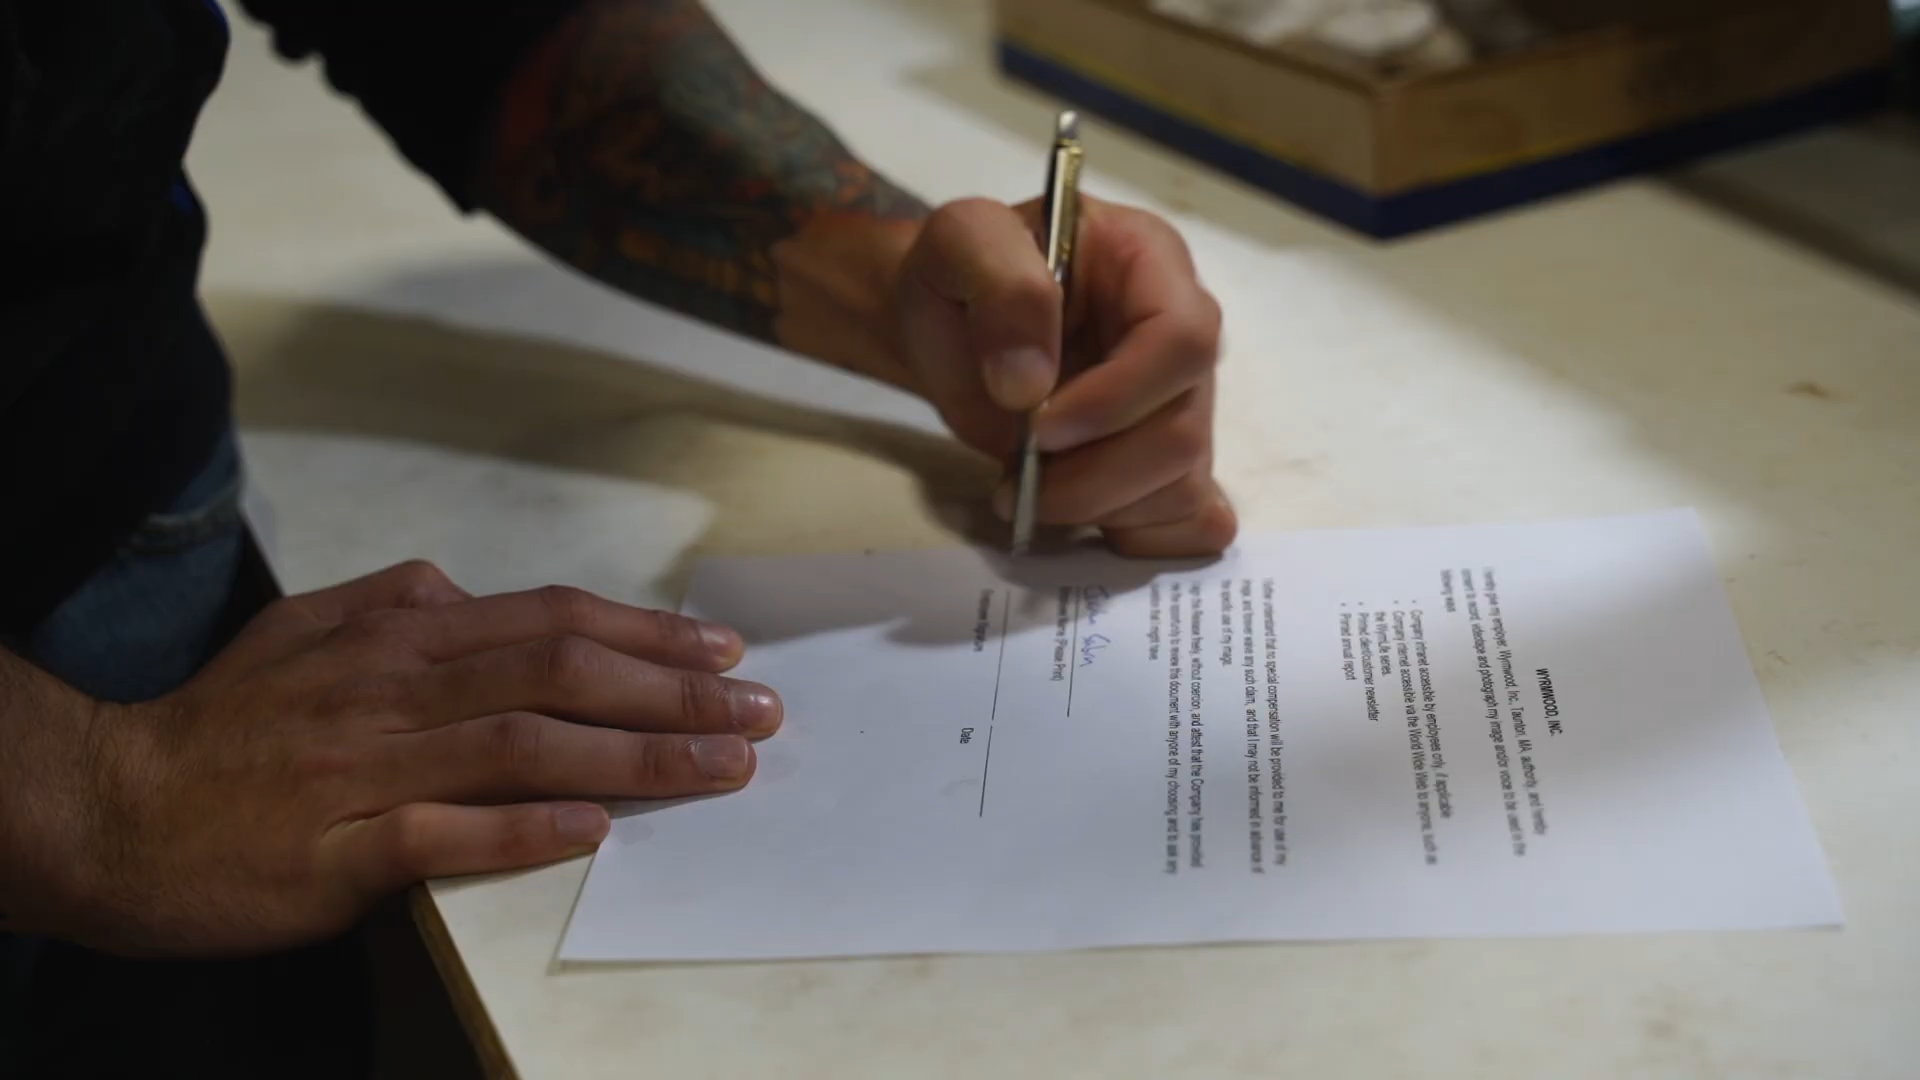 WYRMWOOD, INC.
I hereby give my employer, Wyrmwood, Inc., Taunton, MA, authority, and hereby
consent to record, videotape and photograph my image and/or voice to be used in the
following ways:
• Company intranet accessible by employees only, if applicable
• Company internet accessible via the World Wide Web to anyone, such as
the WyrmLife series.
• Printed client/customer newsletter
• Printed annual report
I further understand that no special compensation will be provided to me for use of my
image, and forever waive any such claim, and that I may not be informed in advance of
the specific use of my image.
I sign this Release freely, without coercion, and attest that the Company has provided
me the opportunity to review this document with anyone of my choosing and to ask any
questions that I might have.
Employee Name (Please Print)
Employee Signature
Date